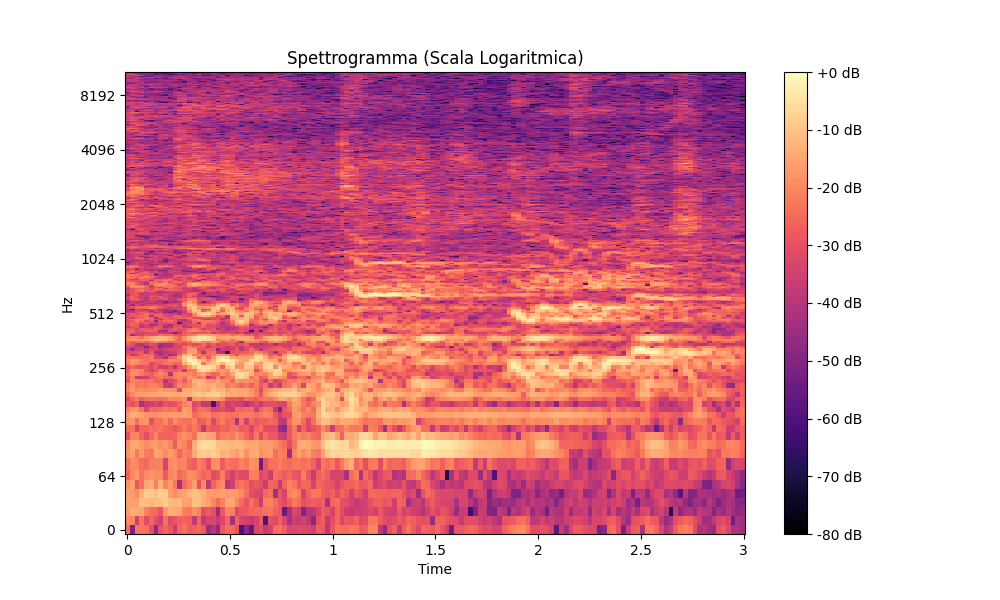 Spettrogramma (Scala Logaritmica)
Hz
8192
4096
2048
1024
512
256
128
64
0
0
0.5
1
1.5
2
2.5
3
Time
+0 dB
-10 dB
-20 dB
-30 dB
-40 dB
-50 dB
-60 dB
-70 dB
-80 dB